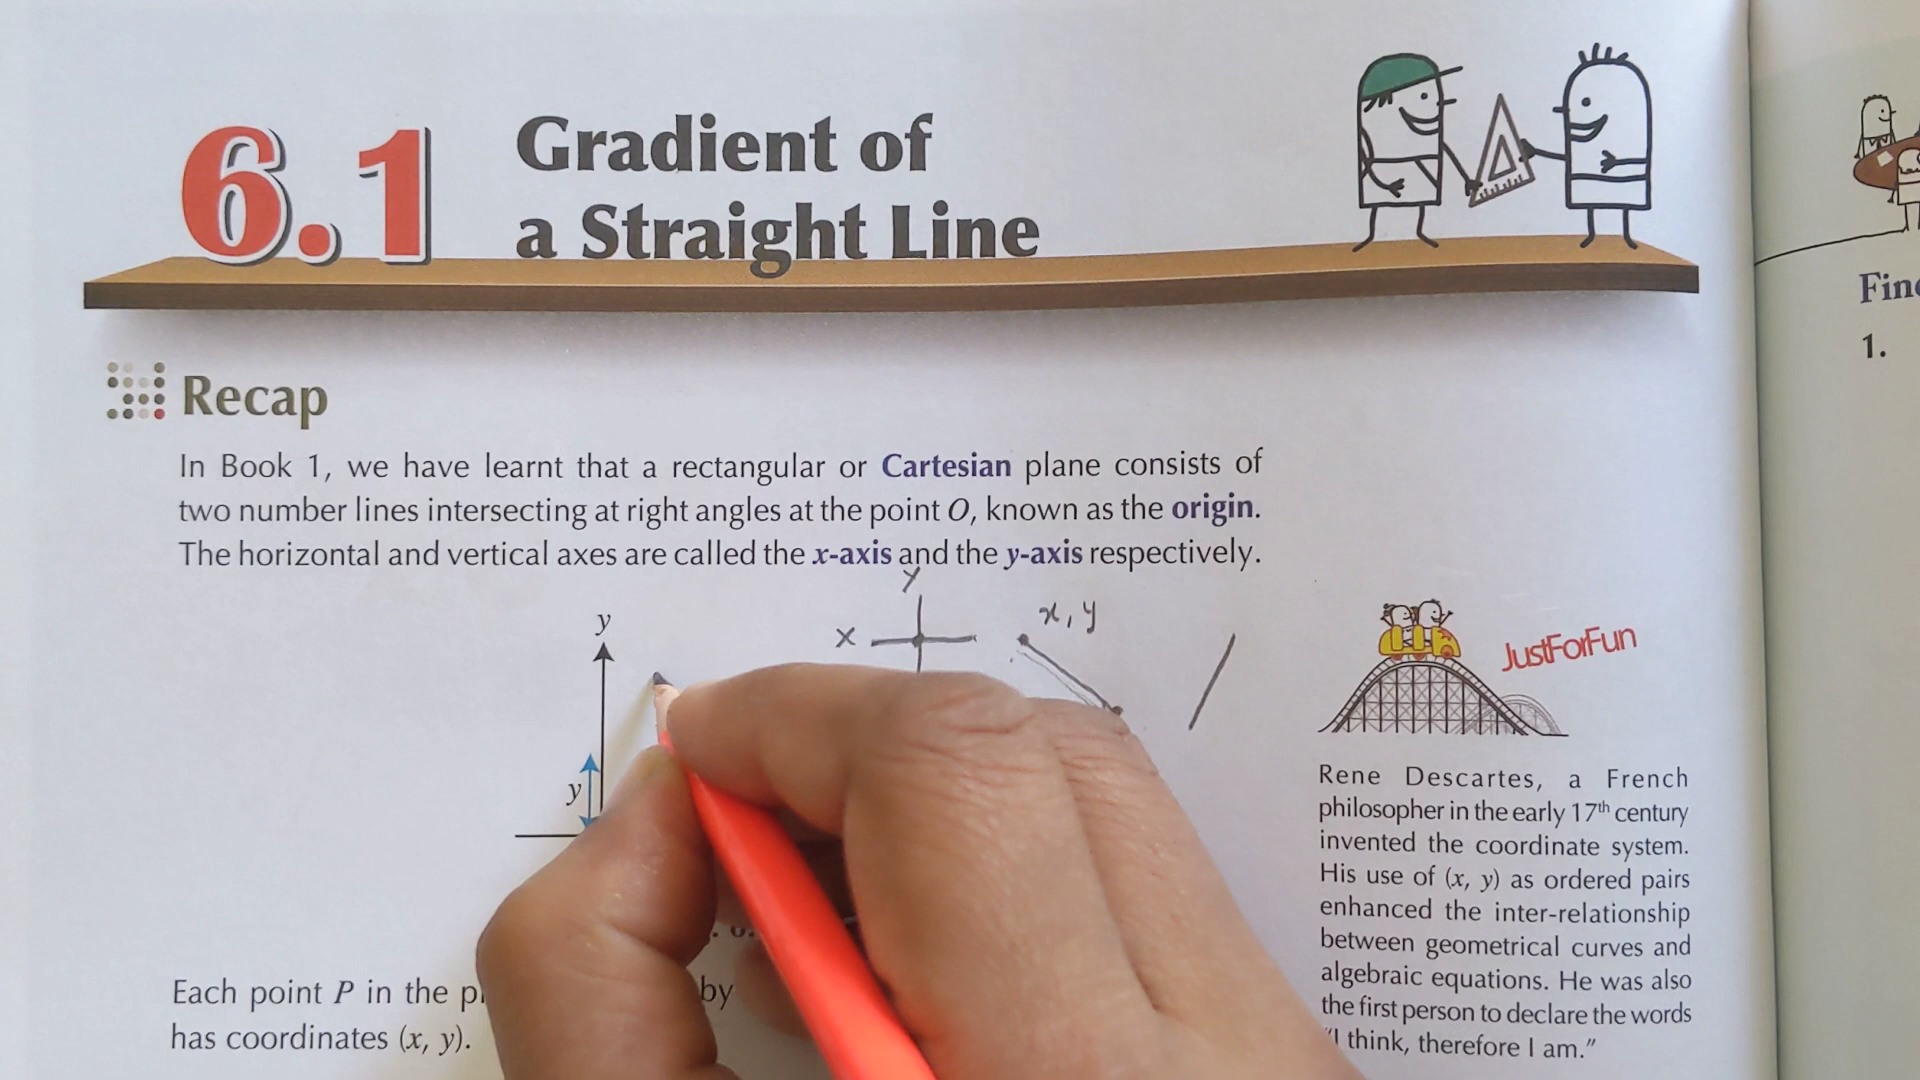 6.1
Gradient of
a Straight Line
Recap
In Book 1, we have learnt that a rectangular or Cartesian plane consists of
two number lines intersecting at right angles at the point O, known as the origin.
The horizontal and vertical axes are called the x-axis and the y-axis respectively.
y
y
y
x
x, y
Each point P in the by
has coordinates (x, y).
JustForFun
Rene Descartes, a French
philosopher in the early 17th century
invented the coordinate system.
His use of (x, y) as ordered pairs
enhanced the inter-relationship
between geometrical curves and
algebraic equations. He was also
the first person to declare the words
"I think, therefore I am."
1.